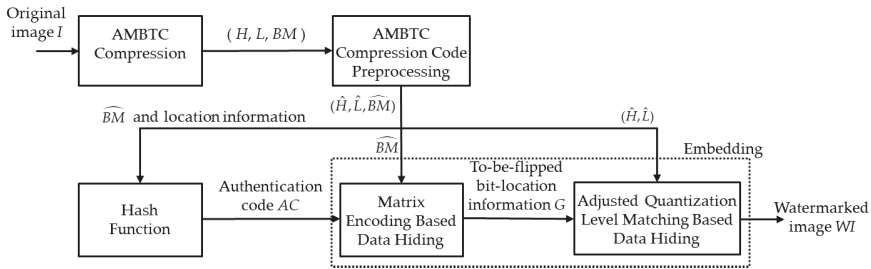 Original
image I
AMBTC
Compression
( H, L, BM )
AMBTC
Compression Code
Preprocessing
(Ĥ,L̂,B͡M)
B͡M and location information
(Ĥ,L̂)
B͡M
Embedding
Hash
Function
Authentication
code AC
Matrix
Encoding Based
Data Hiding
To-be-flipped
bit-location
information G
Adjusted Quantization
Level Matching Based
Data Hiding
Watermarked
image WI